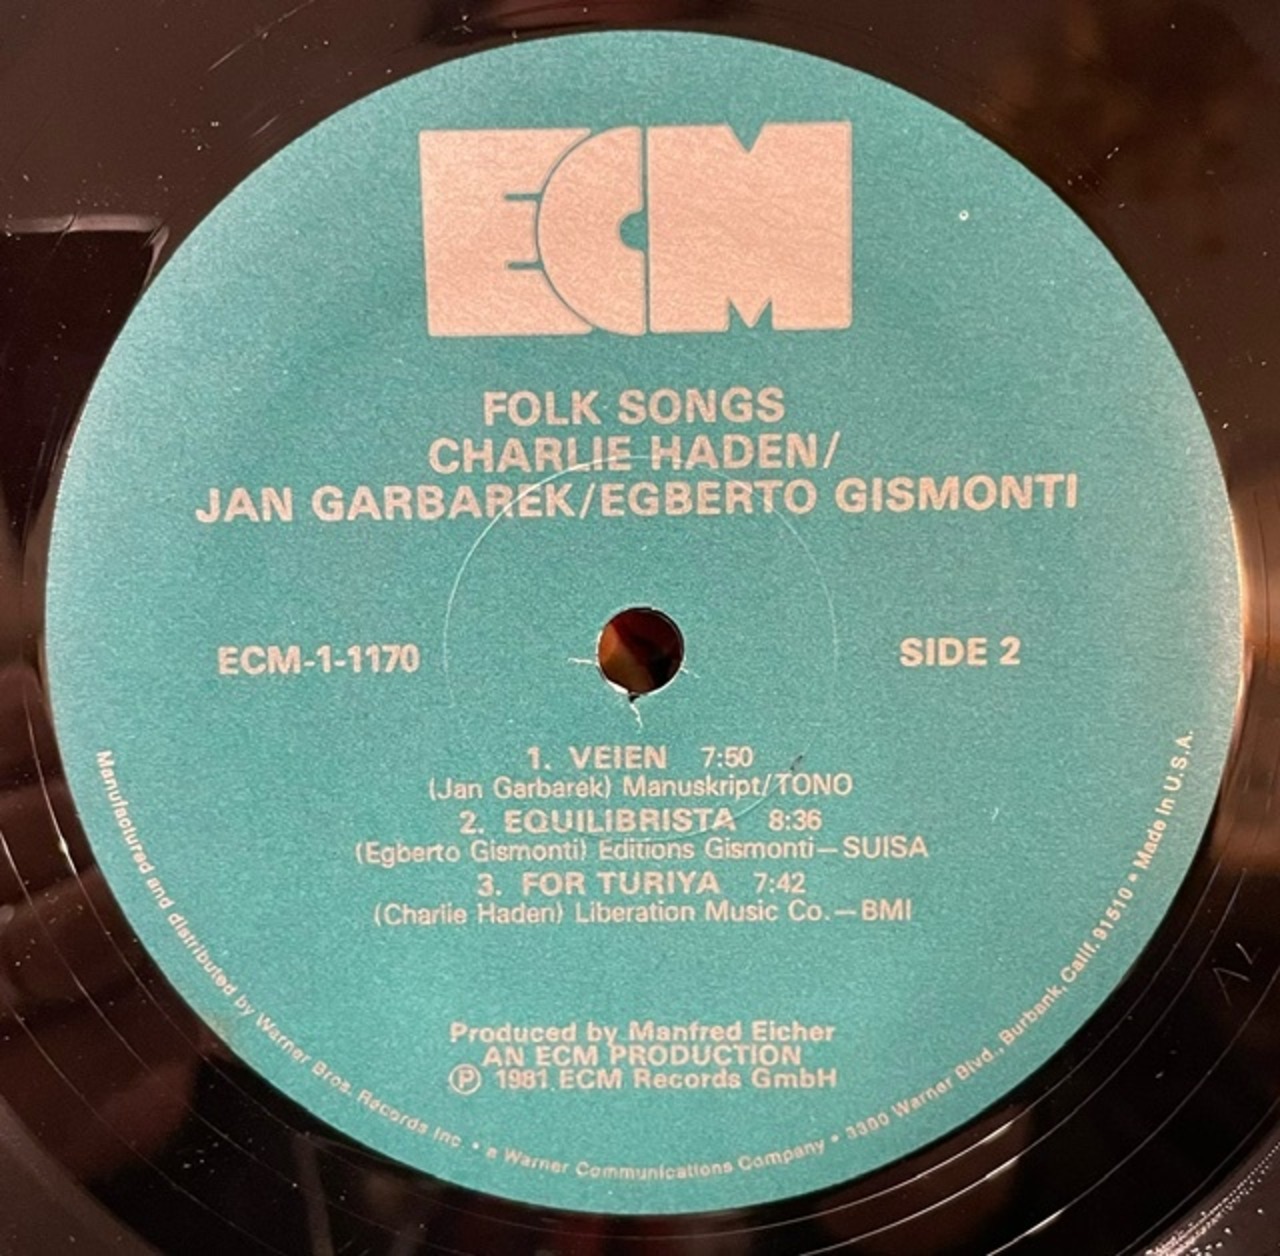 ECM
FOLK SONGS
CHARLIE HADEN/
JAN GARBAREK/EGBERTO GISMONTI
ECM-1-1170
SIDE 2
1. VEIEN 7:50
(Jan Garbarek) Manuskript/TONO
2. EQUILIBRISTA 8:36
(Egberto Gismonti) Editions Gismonti—SUISA
3. FOR TURIYA 7:42
(Charlie Haden) Liberation Music Co.—BMI
Produced by Manfred Eicher
AN ECM PRODUCTION
Ⓟ 1981 ECM Records GmbH
Manufactured and distributed by Warner Bros. Records Inc. • a Warner Communications Company • 3300 Warner Blvd., Burbank, Calif. 91510 • Made in U.S.A.